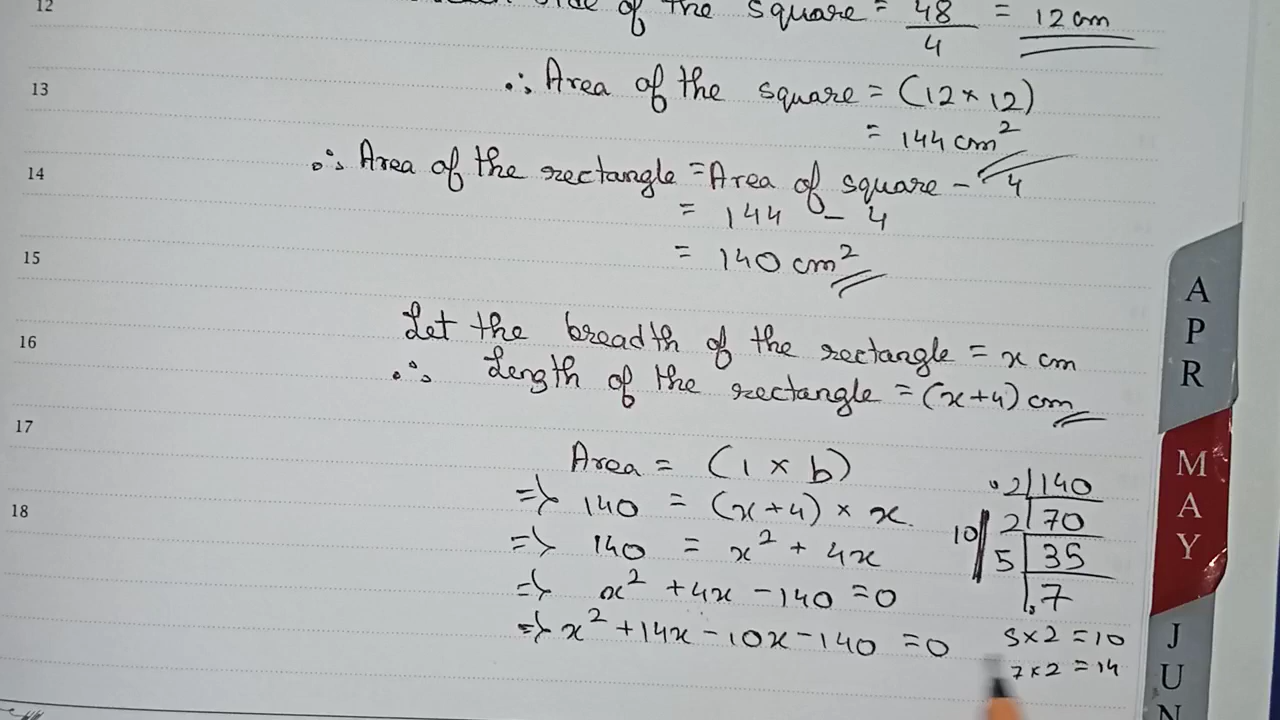 12
side of the square = 48/4 = 12 cm
13
∴ Area of the square = (12 × 12)
= 144 cm²
14
∴ Area of the rectangle = Area of square - 4
= 144 - 4
= 140 cm²
15
Let the breadth of the rectangle = x cm
16
∴ Length of the rectangle = (x+4) cm
17
Area = (l × b)
=> 140 = (x+4) × x
18
=> 140 = x² + 4x
=> x² + 4x - 140 = 0
=> x² + 14x - 10x - 140 = 0
2 | 140
2 | 70
10
5 | 35
7
5×2 = 10
7×2 = 14
APR
MAY
JUN